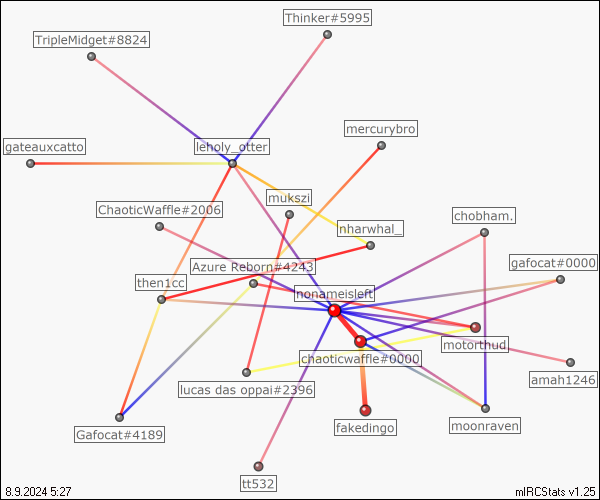 Thinker#5995
TripleMidget#8824
mercurybro
gateauxcatto
leholy_otter
mukszi
ChaoticWaffle#2006
chobham.
nharwhal_
gafocat#0000
Azure Reborn#4243
then1cc
nonameisleft
motorthud
chaoticwaffle#0000
amah1246
lucas das oppai#2396
moonraven
fakedingo
Gafocat#4189
tt532
8.9.2024 5:27
mIRCStats v1.25